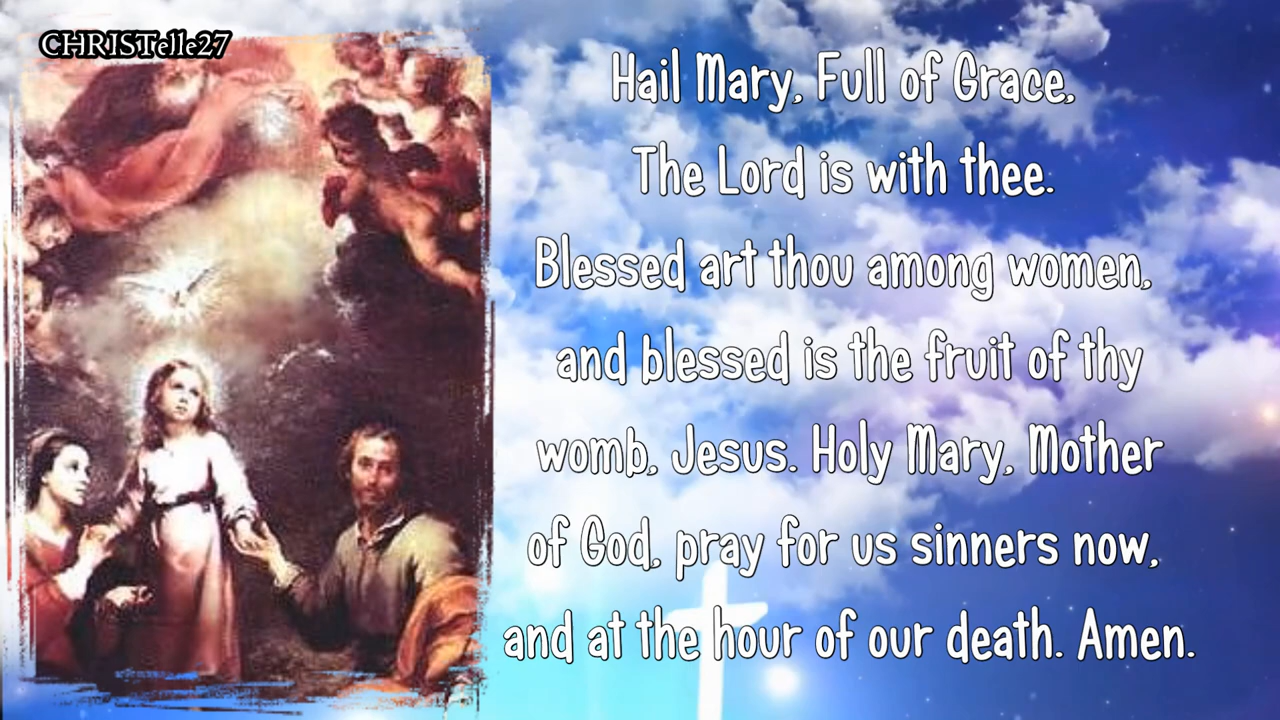 CHRISTelle27
Hail Mary, Full of Grace,
The Lord is with thee.
Blessed art thou among women,
and blessed is the fruit of thy
womb, Jesus. Holy Mary, Mother
of God, pray for us sinners now,
and at the hour of our death. Amen.